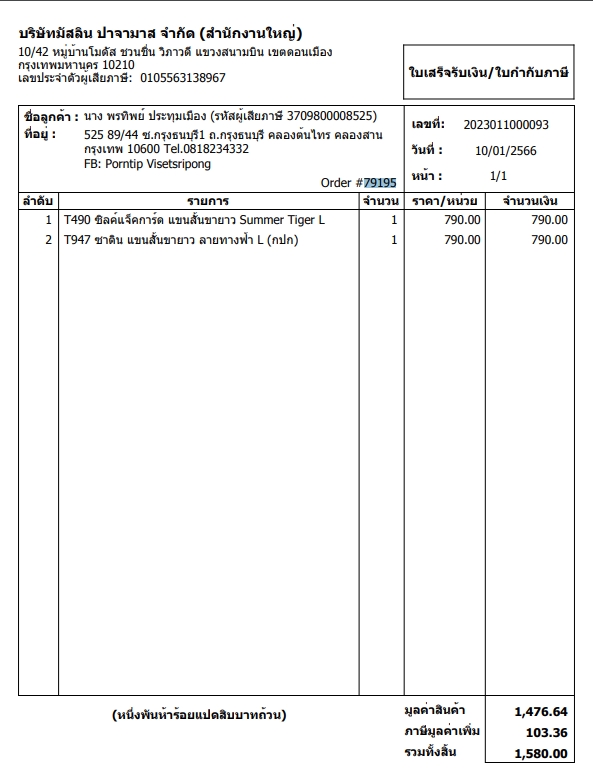 บริษัทมัสลิน ปาจามาส จำกัด (สำนักงานใหญ่)
10/42 หมู่บ้านโมดัส ชวนชื่น วิภาวดี แขวงสนามบิน เขตดอนเมือง
กรุงเทพมหานคร 10210
เลขประจำตัวผู้เสียภาษี: 0105563138967
ใบเสร็จรับเงิน/ใบกำกับภาษี
ชื่อลูกค้า : นาง พรทิพย์ ประทุมเมือง (รหัสผู้เสียภาษี 3709800008525)
ที่อยู่ : 525 89/44 ซ.กรุงธนบุรี1 ถ.กรุงธนบุรี คลองต้นไทร คลองสาน
กรุงเทพ 10600 Tel.0818234332
FB: Porntip Visetsripong
Order #79195
เลขที่: 2023011000093
วันที่ : 10/01/2566
หน้า : 1/1
ลำดับ รายการ จำนวน ราคา/หน่วย จำนวนเงิน
1 T490 ซิลค์แจ็คการ์ด แขนสั้นขายาว Summer Tiger L 1 790.00 790.00
2 T947 ซาติน แขนสั้นขายาว ลายทางฟ้า L (กปก) 1 790.00 790.00
(หนึ่งพันห้าร้อยแปดสิบบาทถ้วน)
มูลค่าสินค้า 1,476.64
ภาษีมูลค่าเพิ่ม 103.36
รวมทั้งสิ้น 1,580.00